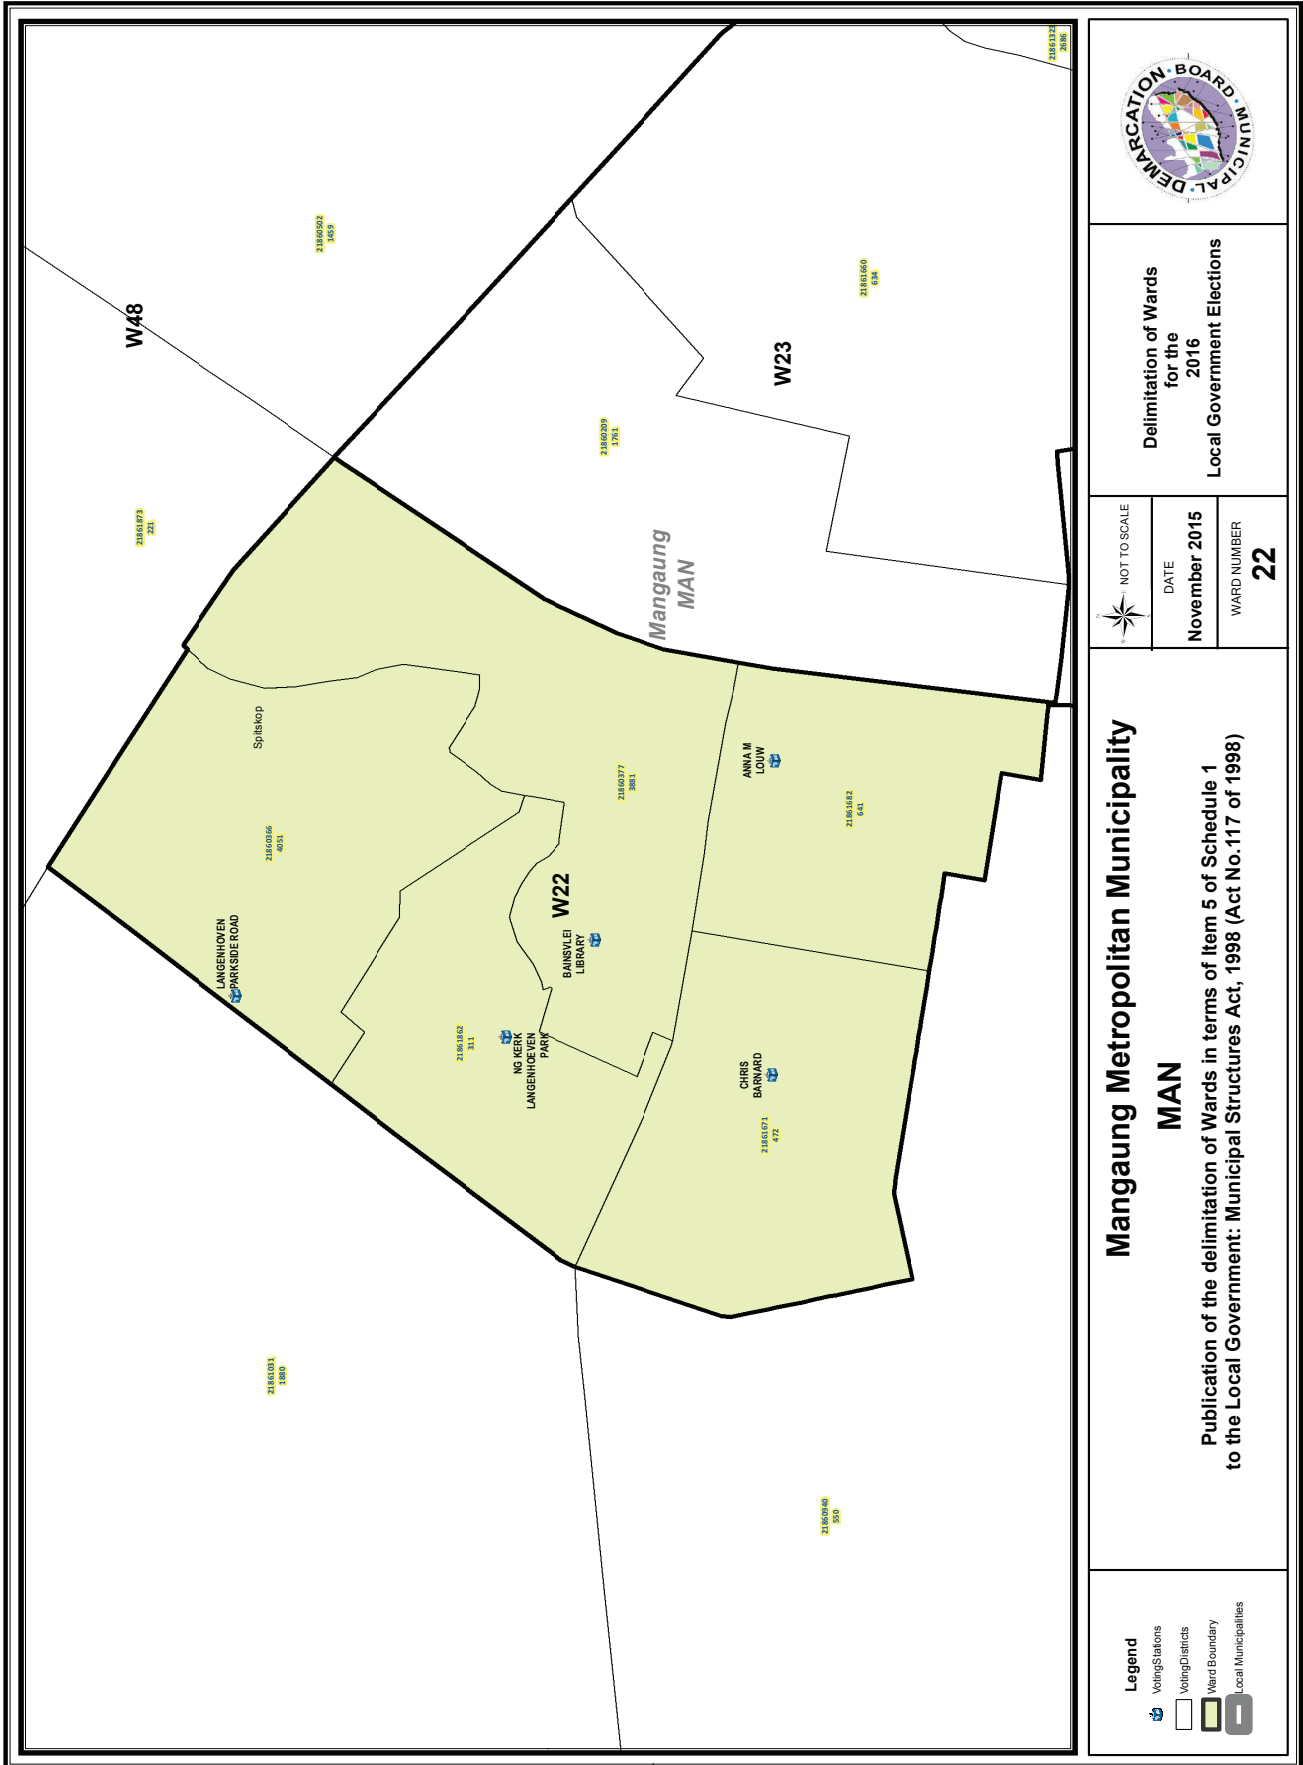 21861323
2686
21860502
1459
W48
21861873
221
21861660
634
W23
21860209
1761
Mangaung
MAN
Spitskop
21860366
4051
LANGENHOVEN
PARKSIDE ROAD
21860377
3881
W22
BAINSVLEI
LIBRARY
ANNA M
LOUW
21861682
641
21861862
311
NG KERK
LANGENHOEVEN
PARK
CHRIS
BARNARD
21861671
472
21861031
1880
21860940
550
Legend
VotingStations
VotingDistricts
Ward Boundary
Local Municipalities
Mangaung Metropolitan Municipality
MAN
Publication of the delimitation of Wards in terms of Item 5 of Schedule 1
to the Local Government: Municipal Structures Act, 1998 (Act No.117 of 1998)
N
W E
S
NOT TO SCALE
DATE
November 2015
WARD NUMBER
22
Delimitation of Wards
for the
2016
Local Government Elections
MUNICIPAL · DEMARCATION · BOARD ·